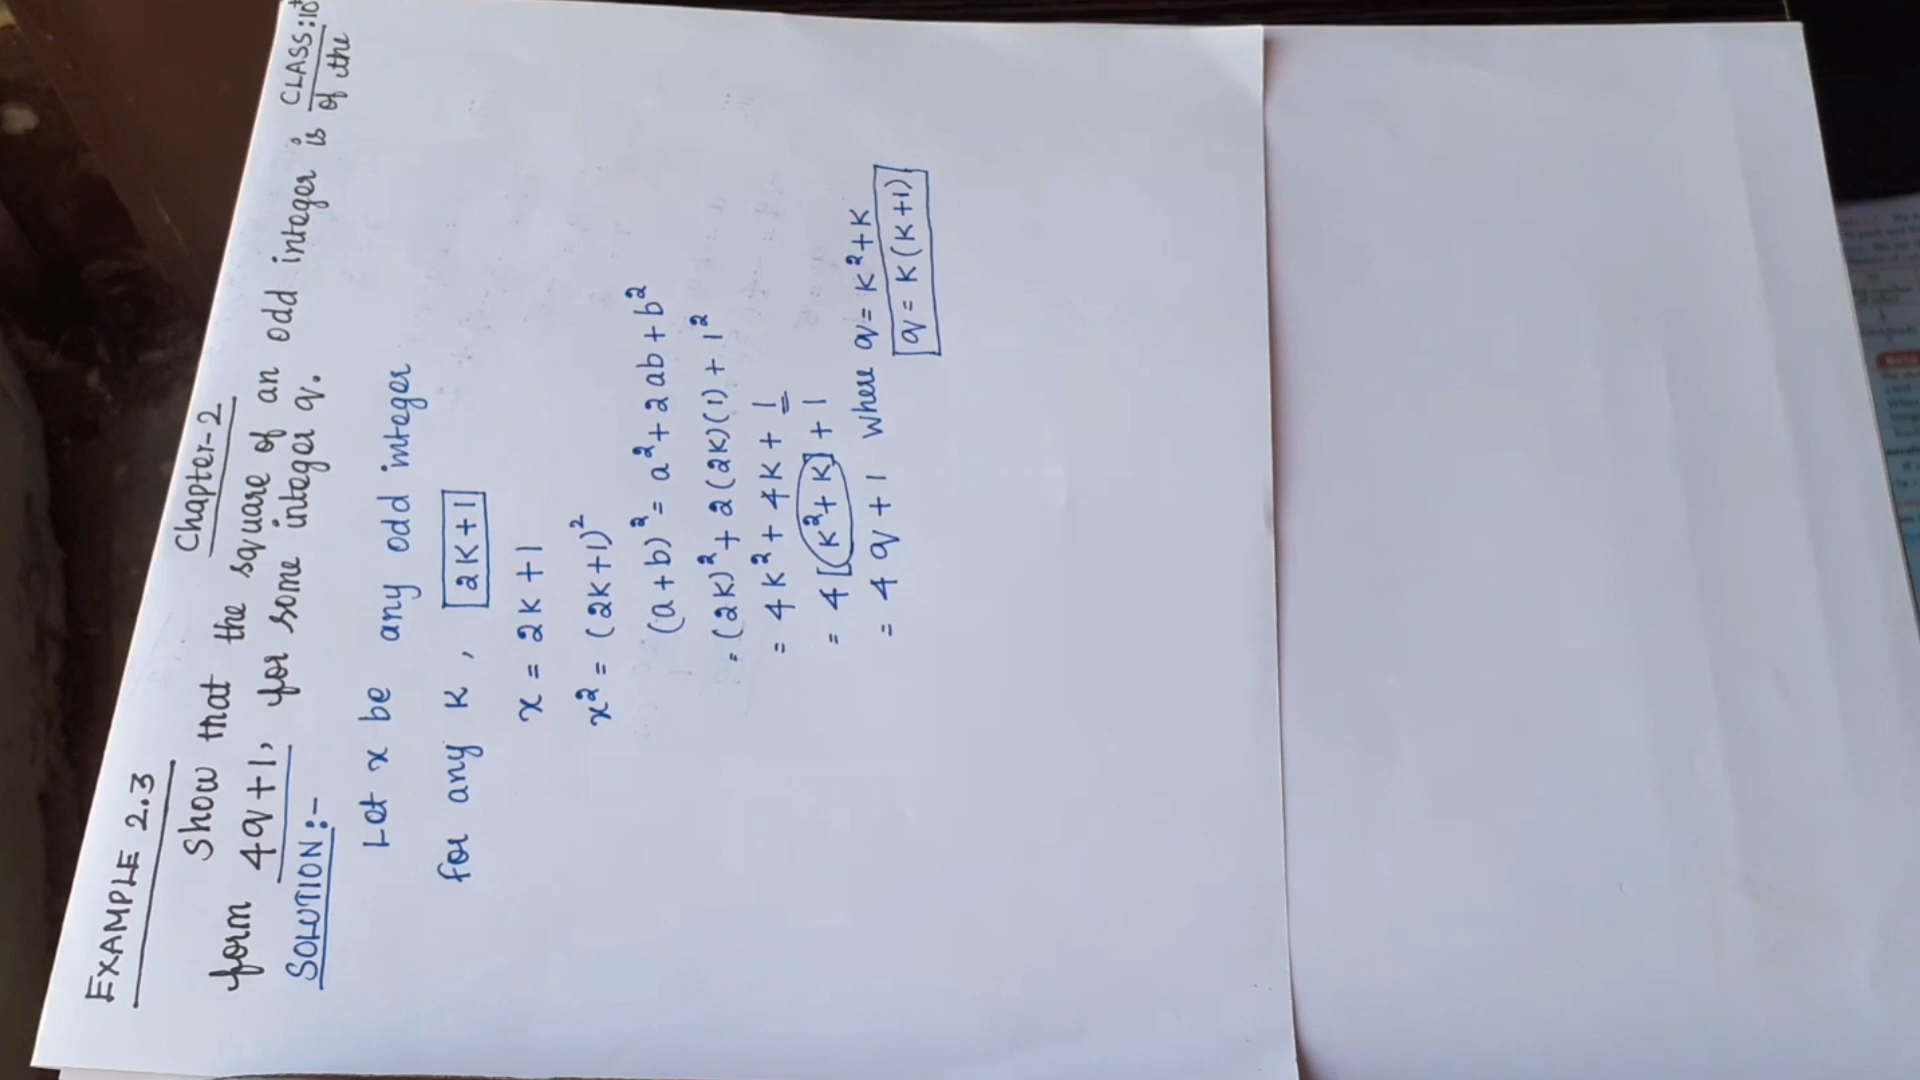 Chapter-2 CLASS:10
EXAMPLE 2.3
Show that the square of an odd integer is of the
form 4q+1, for some integer q.
SOLUTION:-
Let x be any odd integer
for any K, 2K+1
x = 2K+1
x² = (2K+1)²
(a+b)² = a²+2ab+b²
= (2K)²+2(2K)(1)+1²
= 4K²+4K+1
= 4[(K²+K]+1
= 4q+1 where q= K²+K
q= K(K+1)